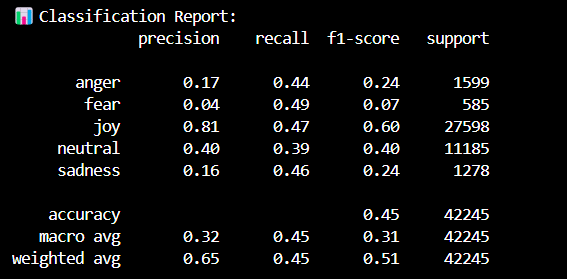 📊 Classification Report:
precision recall f1-score support
anger 0.17 0.44 0.24 1599
fear 0.04 0.49 0.07 585
joy 0.81 0.47 0.60 27598
neutral 0.40 0.39 0.40 11185
sadness 0.16 0.46 0.24 1278
accuracy 0.45 42245
macro avg 0.32 0.45 0.31 42245
weighted avg 0.65 0.45 0.51 42245